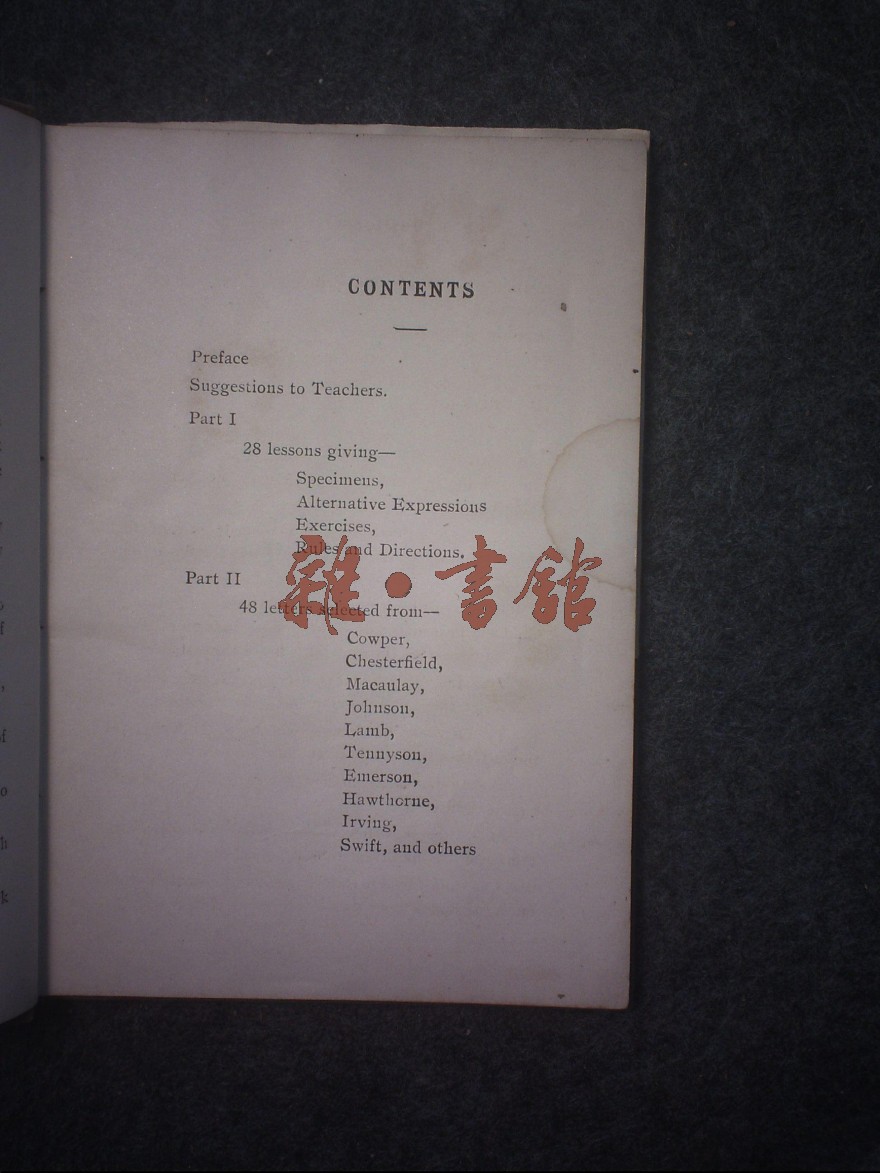 CONTENTS
Preface
Suggestions to Teachers.
Part I
28 lessons giving—
Specimens,
Alternative Expressions
Exercises,
Rules and Directions.
Part II
48 letters selected from—
Cowper,
Chesterfield,
Macaulay,
Johnson,
Lamb,
Tennyson,
Emerson,
Hawthorne,
Irving,
Swift, and others
雜•書館